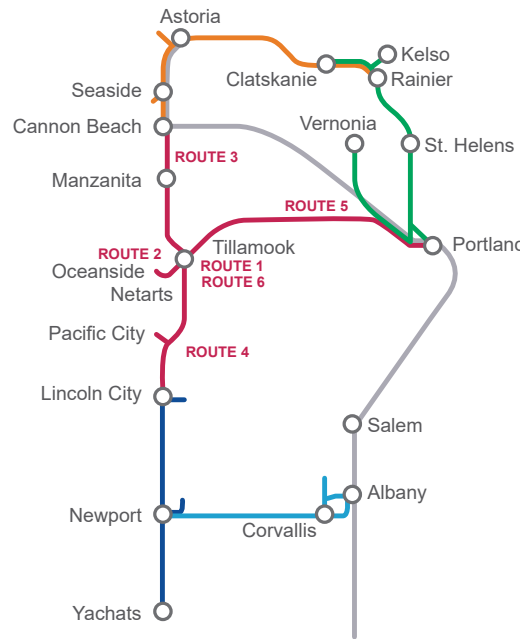 Astoria
Kelso
Clatskanie
Rainier
Seaside
Cannon Beach
Vernonia
St. Helens
ROUTE 3
Manzanita
ROUTE 5
Tillamook
Portland
ROUTE 2
Oceanside
ROUTE 1
Netarts
ROUTE 6
Pacific City
ROUTE 4
Lincoln City
Salem
Albany
Newport
Corvallis
Yachats